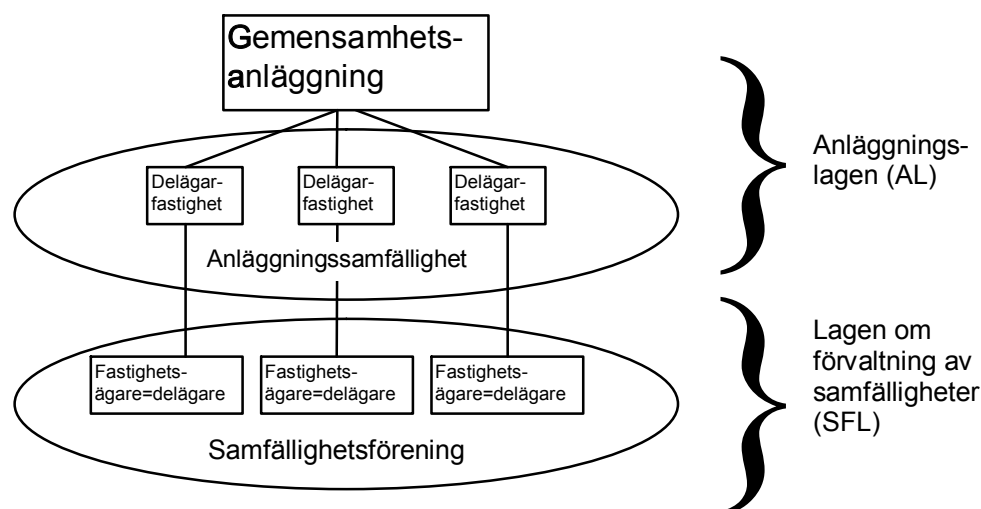 Gemensamhets-
anläggning
Anläggnings-
lagen (AL)
Delägar-
fastighet
Delägar-
fastighet
Delägar-
fastighet
Anläggningssamfällighet
Lagen om
förvaltning av
samfälligheter
(SFL)
Fastighets-
ägare=delägare
Fastighets-
ägare=delägare
Fastighets-
ägare=delägare
Samfällighetsförening